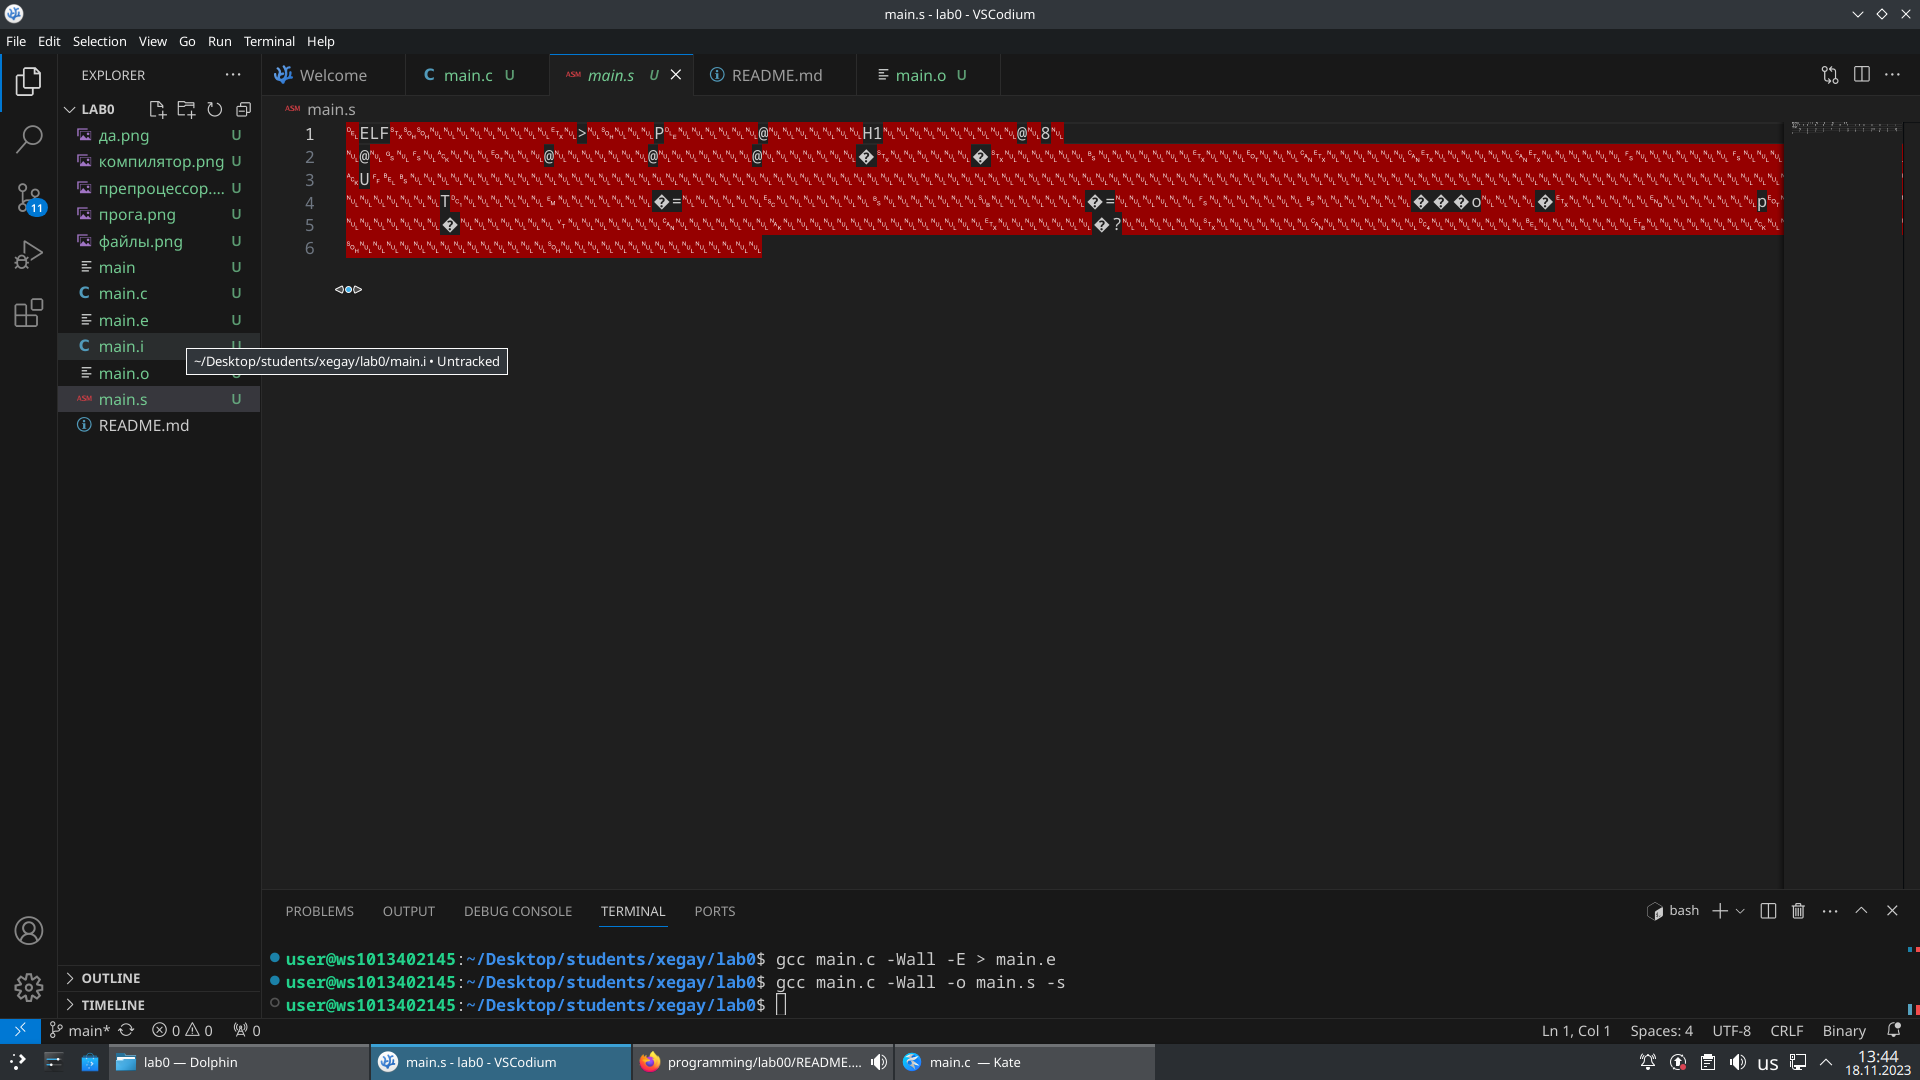 main.s - lab0 - VSCodium
File Edit Selection View Go Run Terminal Help
EXPLORER
Welcome
C main.c U
ASM main.s U
README.md
main.o U
LAB0
ASM main.s
да.png U
компилятор.png U
препроцессор.... U
прога.png U
файлы.png U
main U
C main.c U
main.e U
C main.i U
~/Desktop/students/xegay/lab0/main.i • Untracked
main.o U
ASM main.s U
README.md
11
1
2
3
4
5
6
ELF > P @ H1 @ 8
@ @ @ @ � �
U
T �= �= ���o � p
� �?
OUTLINE
TIMELINE
PROBLEMS OUTPUT DEBUG CONSOLE TERMINAL PORTS
bash
user@ws1013402145:~/Desktop/students/xegay/lab0$ gcc main.c -Wall -E > main.e
user@ws1013402145:~/Desktop/students/xegay/lab0$ gcc main.c -Wall -o main.s -s
user@ws1013402145:~/Desktop/students/xegay/lab0$
main* 0 0 0
Ln 1, Col 1 Spaces: 4 UTF-8 CRLF Binary
lab0 — Dolphin
main.s - lab0 - VSCodium
programming/lab00/README....
main.c — Kate
us
13:44
18.11.2023